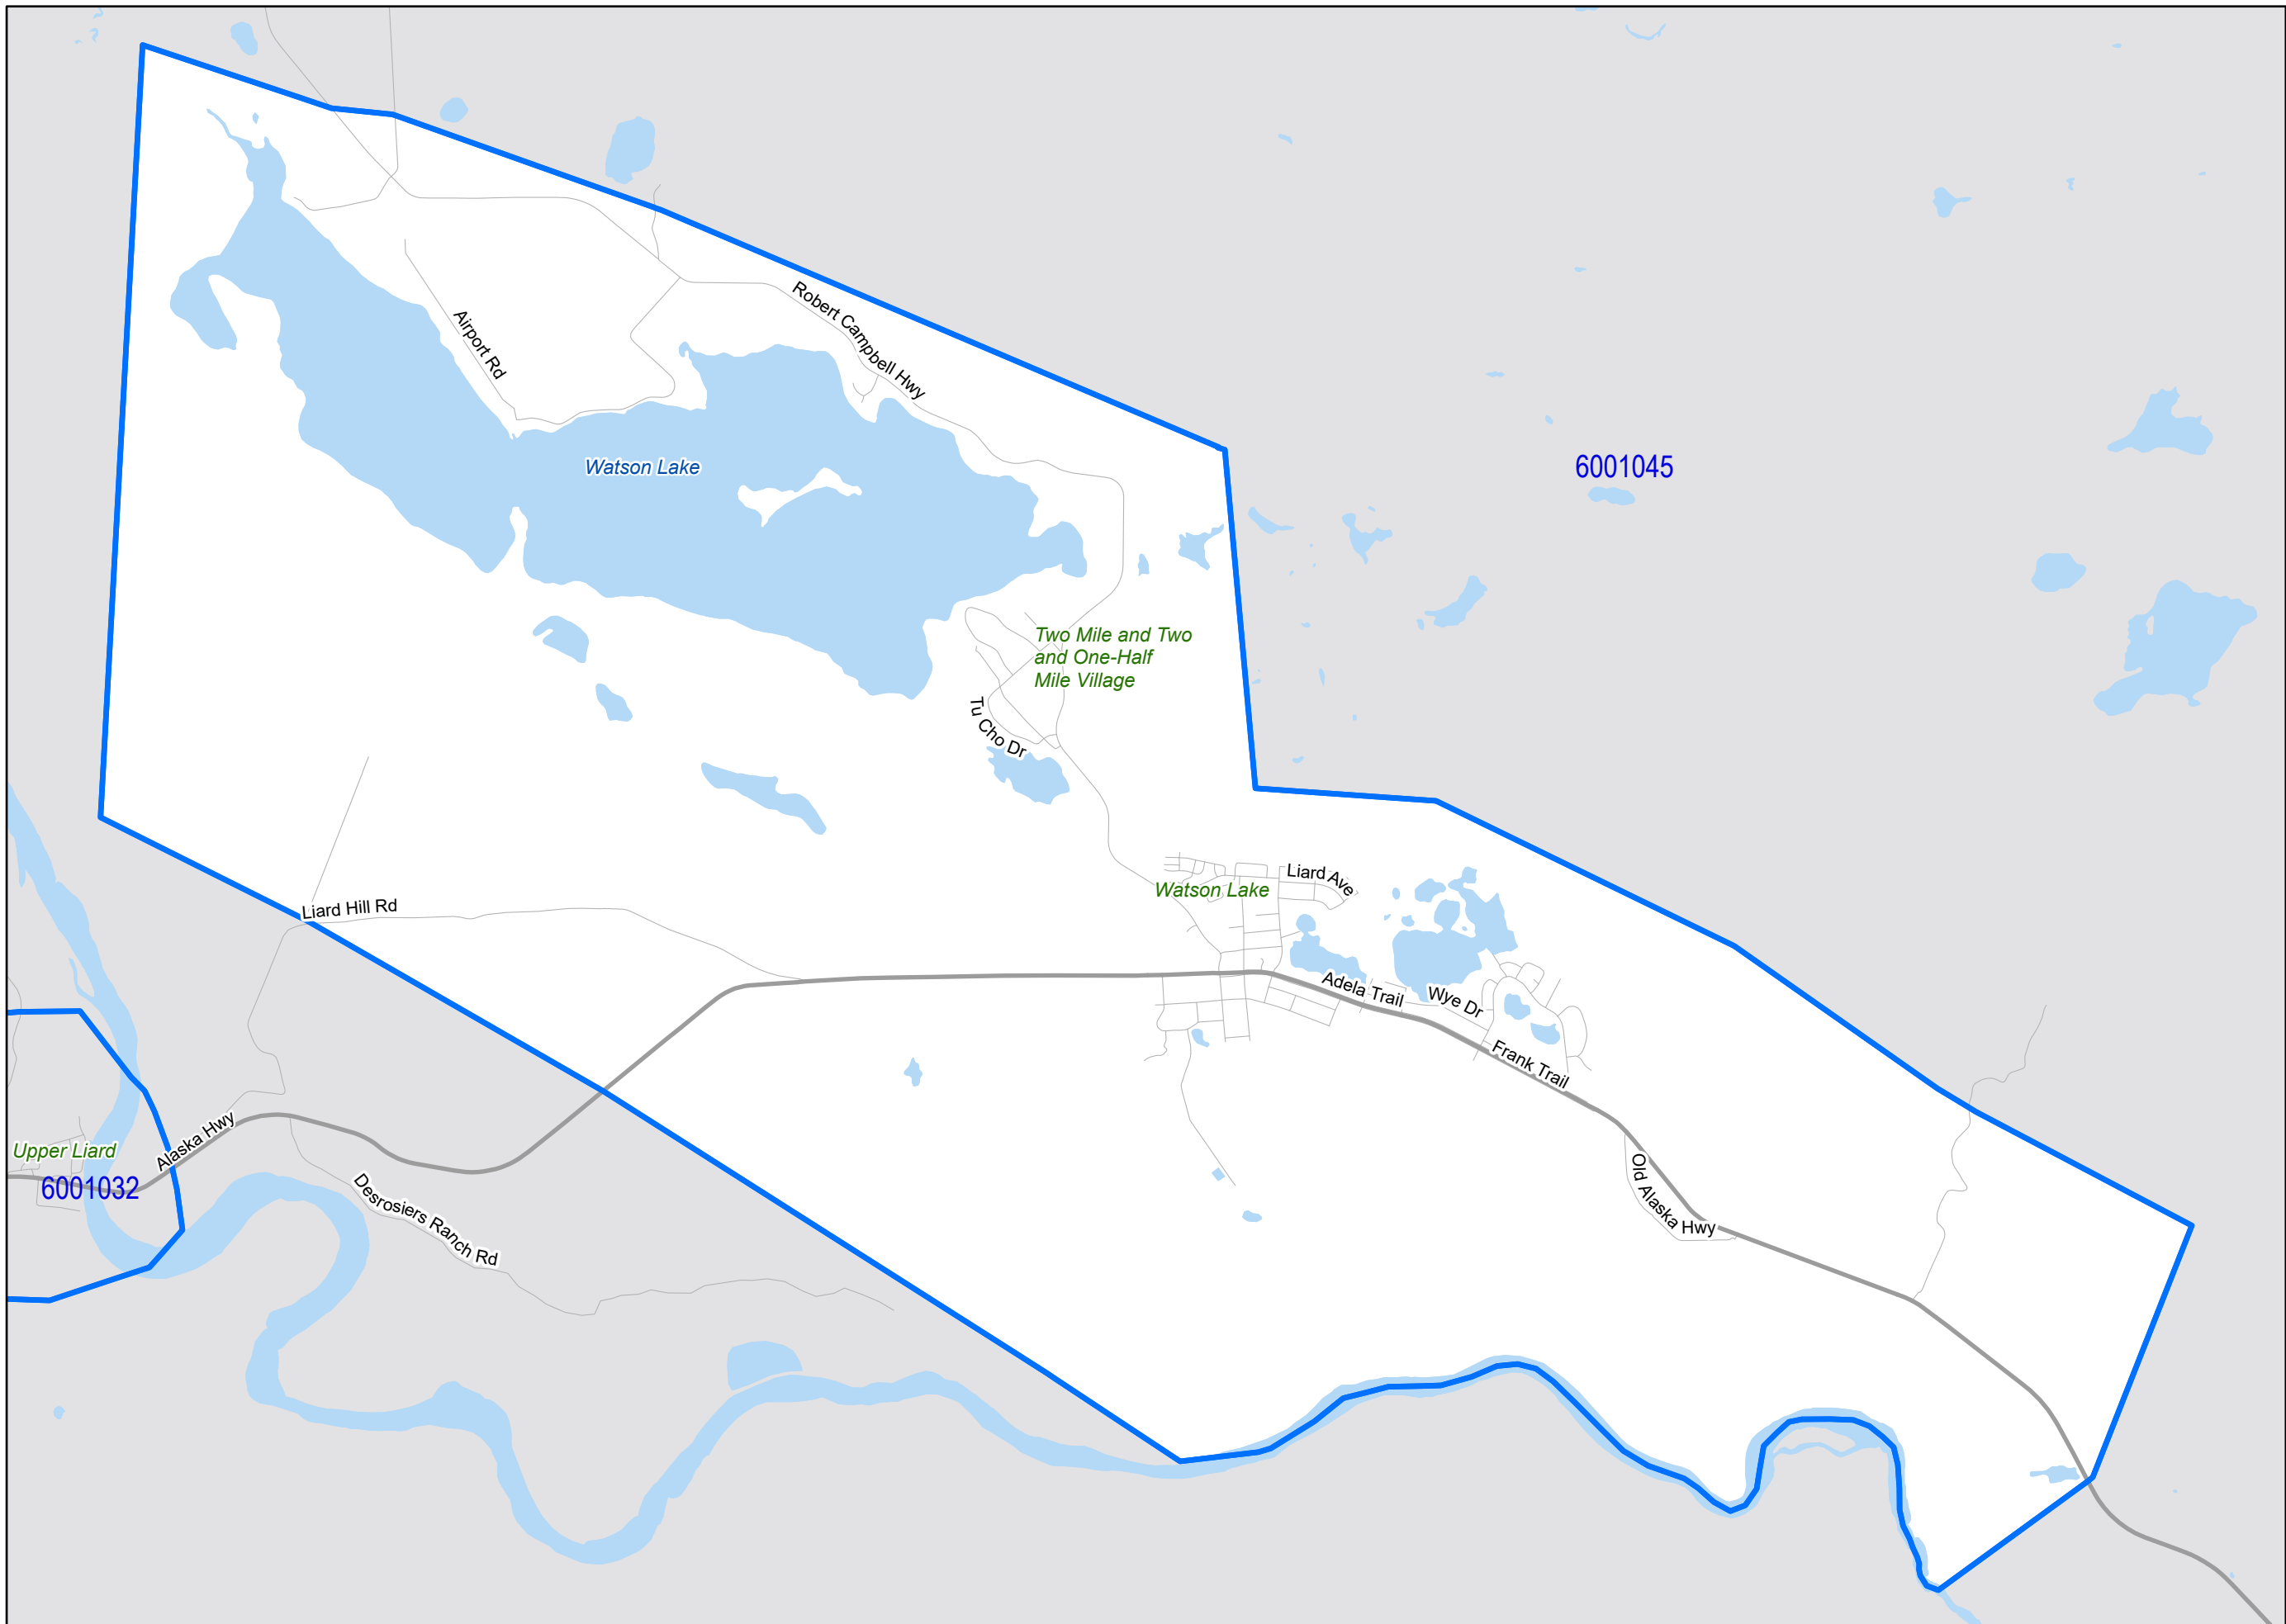 Robert Campbell Hwy
Airport Rd
Watson Lake
6001045
Two Mile and Two
and One-Half
Mile Village
Tu Cho Dr
Liard Ave
Watson Lake
Liard Hill Rd
Adela Trail
Wye Dr
Frank Trail
Alaska Hwy
Upper Liard
6001032
Desrosiers Ranch Rd
Old Alaska Hwy